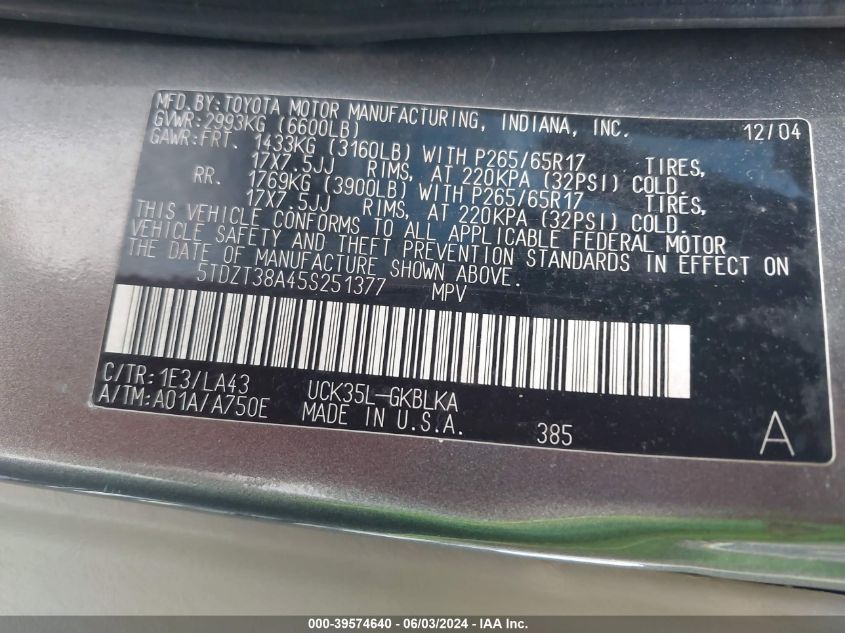 MFD.BY:TOYOTA MOTOR MANUFACTURING, INDIANA, INC. 12/04
GVWR:2993KG (6600LB)
GAWR:FRT. 1433KG (3160LB) WITH P265/65R17 TIRES,
17X7.5JJ RIMS, AT 220KPA (32PSI) COLD.
RR. 1769KG (3900LB) WITH P265/65R17 TIRES,
17X7.5JJ RIMS, AT 220KPA (32PSI) COLD.
THIS VEHICLE CONFORMS TO ALL APPLICABLE FEDERAL MOTOR
VEHICLE SAFETY AND THEFT PREVENTION STANDARDS IN EFFECT ON
THE DATE OF MANUFACTURE SHOWN ABOVE.
5TDZT38A45S251377 MPV
C/TR:1E3/LA43 UCK35L-GKBLKA
A/TM:A01A/A750E MADE IN U.S.A. 385 A
000-39574640 - 06/03/2024 - IAA Inc.